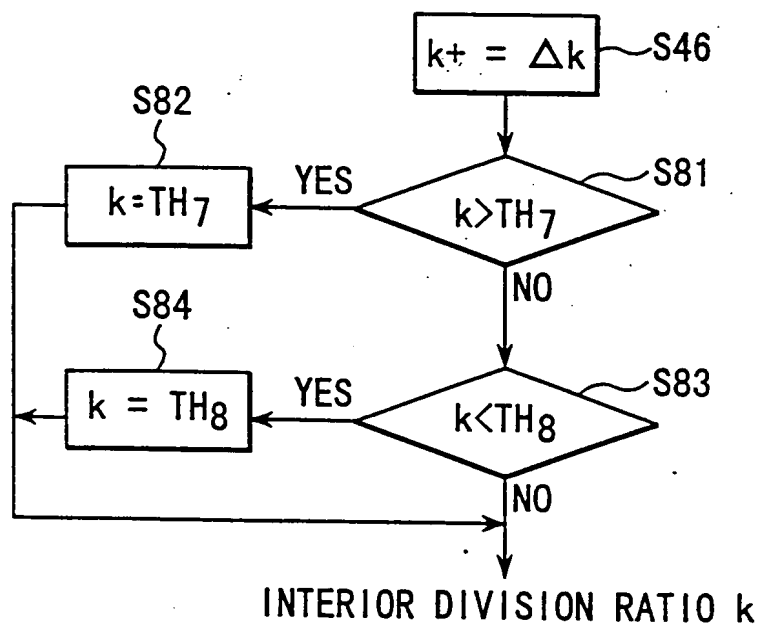 k+ = Δk
S46
S82
k=TH7
YES
S81
k>TH7
NO
S84
k = TH8
YES
S83
k<TH8
NO
INTERIOR DIVISION RATIO k